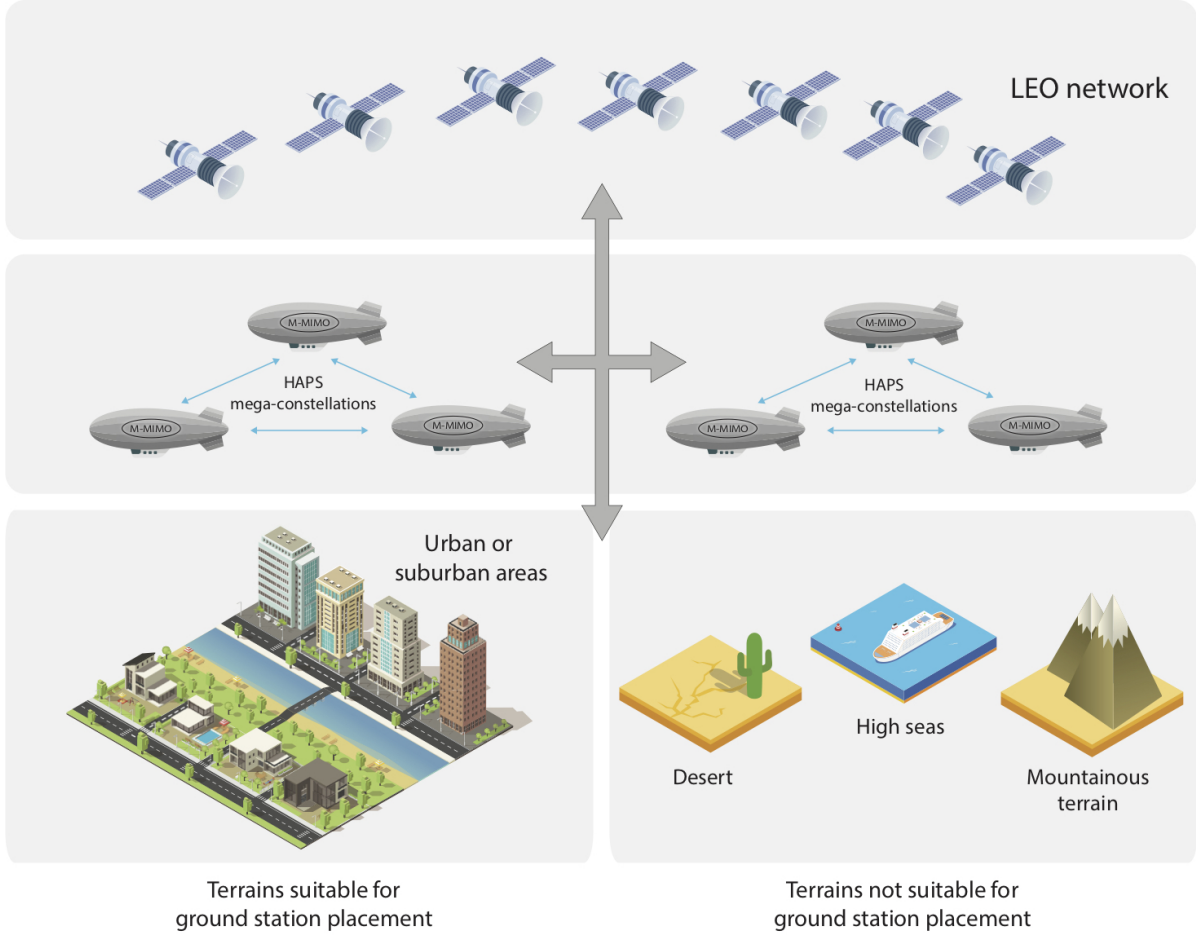 LEO network
M-MIMO
HAPS
mega-constellations
M-MIMO
M-MIMO
M-MIMO
HAPS
mega-constellations
M-MIMO
M-MIMO
Urban or
suburban areas
Desert
High seas
Mountainous
terrain
Terrains suitable for
ground station placement
Terrains not suitable for
ground station placement